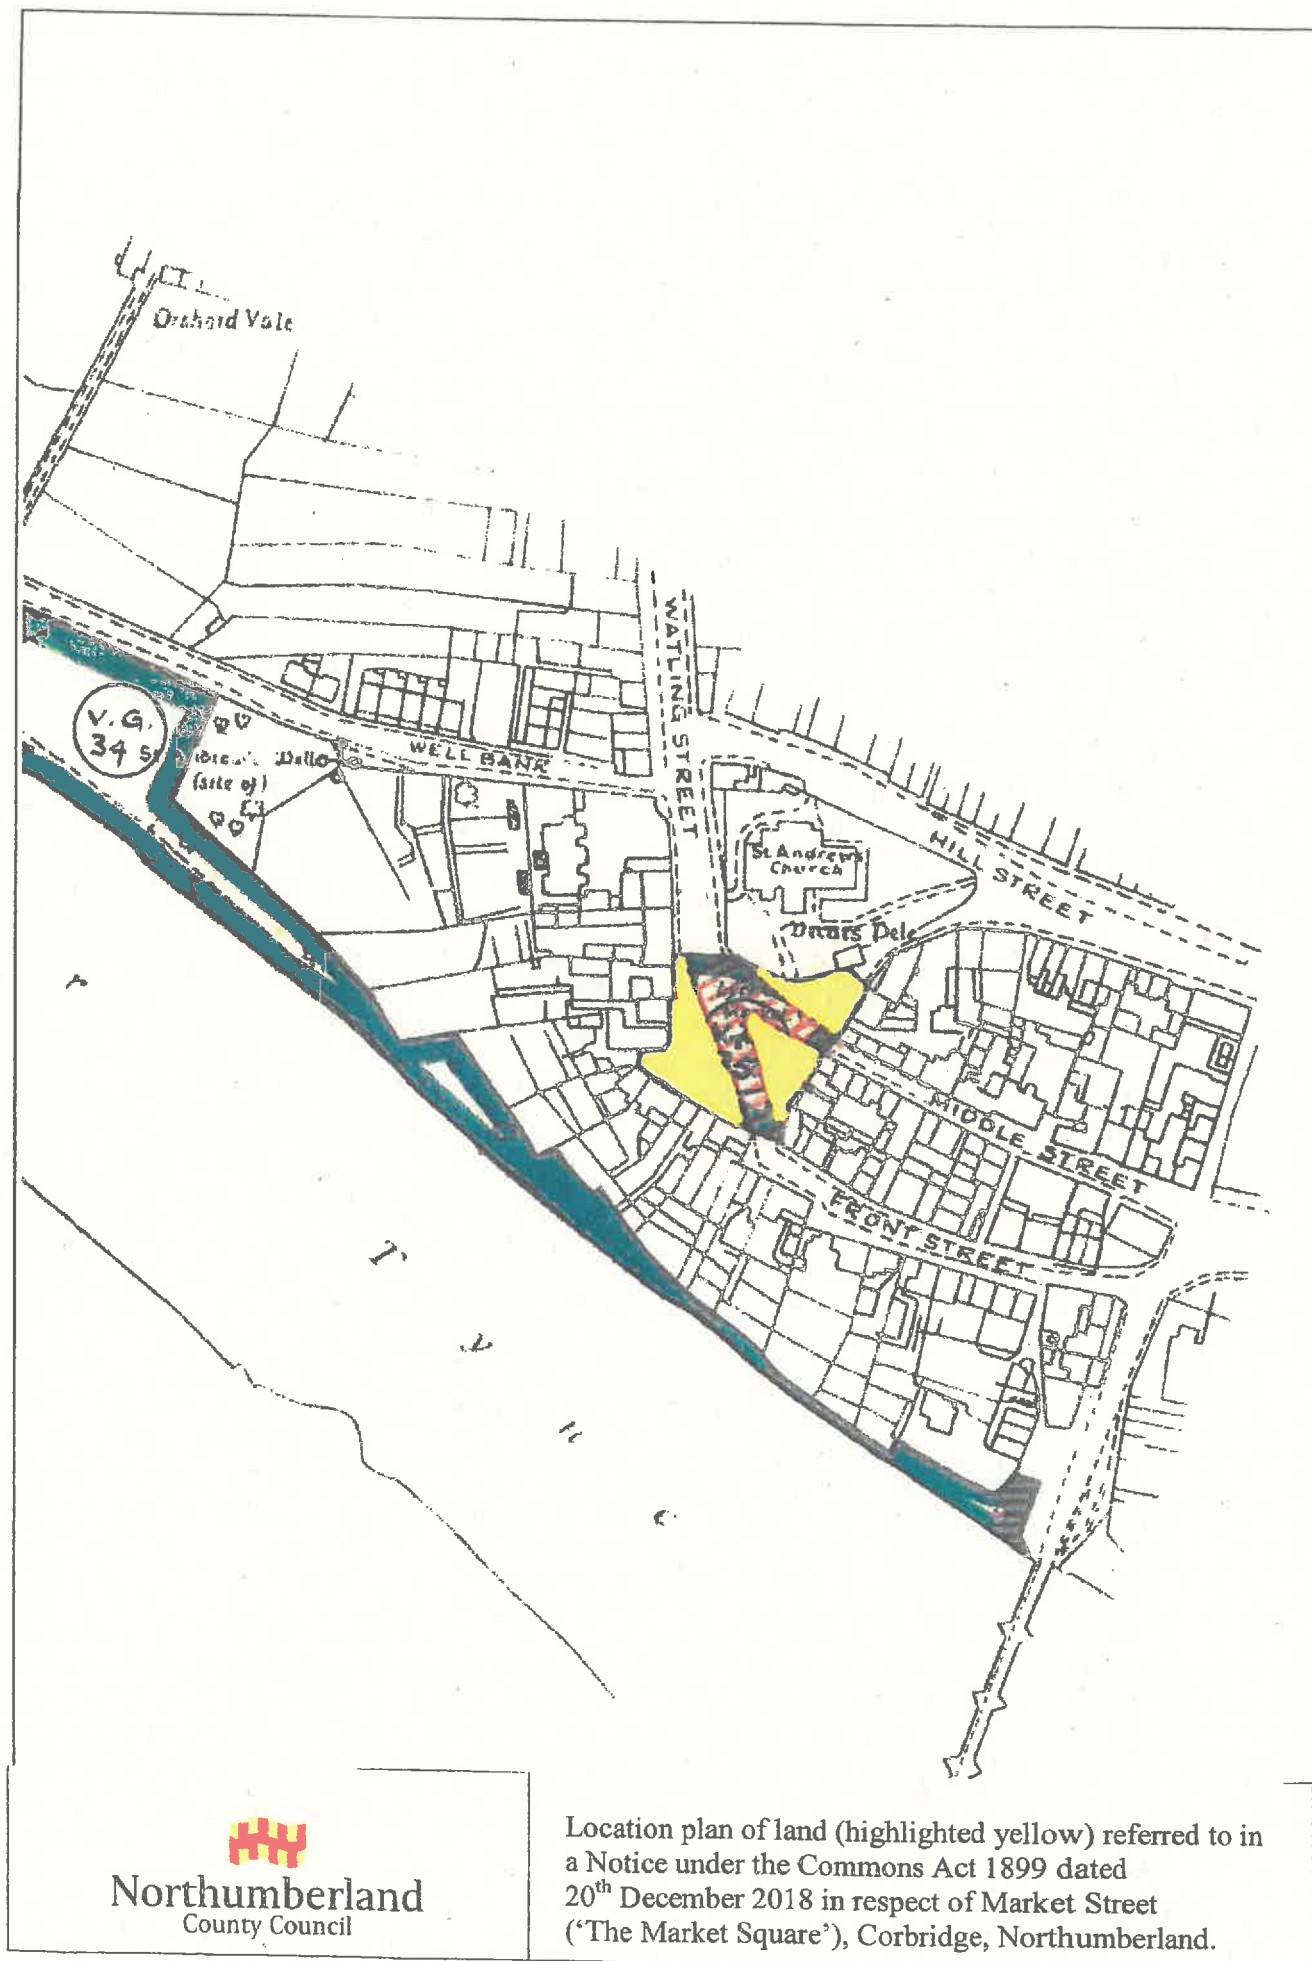 Orchard Vale
WATLING STREET
V.G.
34
WELL BANK
(site of)
HILL STREET
St. Andrew's
Church
Pele
MIDDLE STREET
FRONT STREET
T y n e
Northumberland
County Council
Location plan of land (highlighted yellow) referred to in
a Notice under the Commons Act 1899 dated
20th December 2018 in respect of Market Street
(‘The Market Square’), Corbridge, Northumberland.